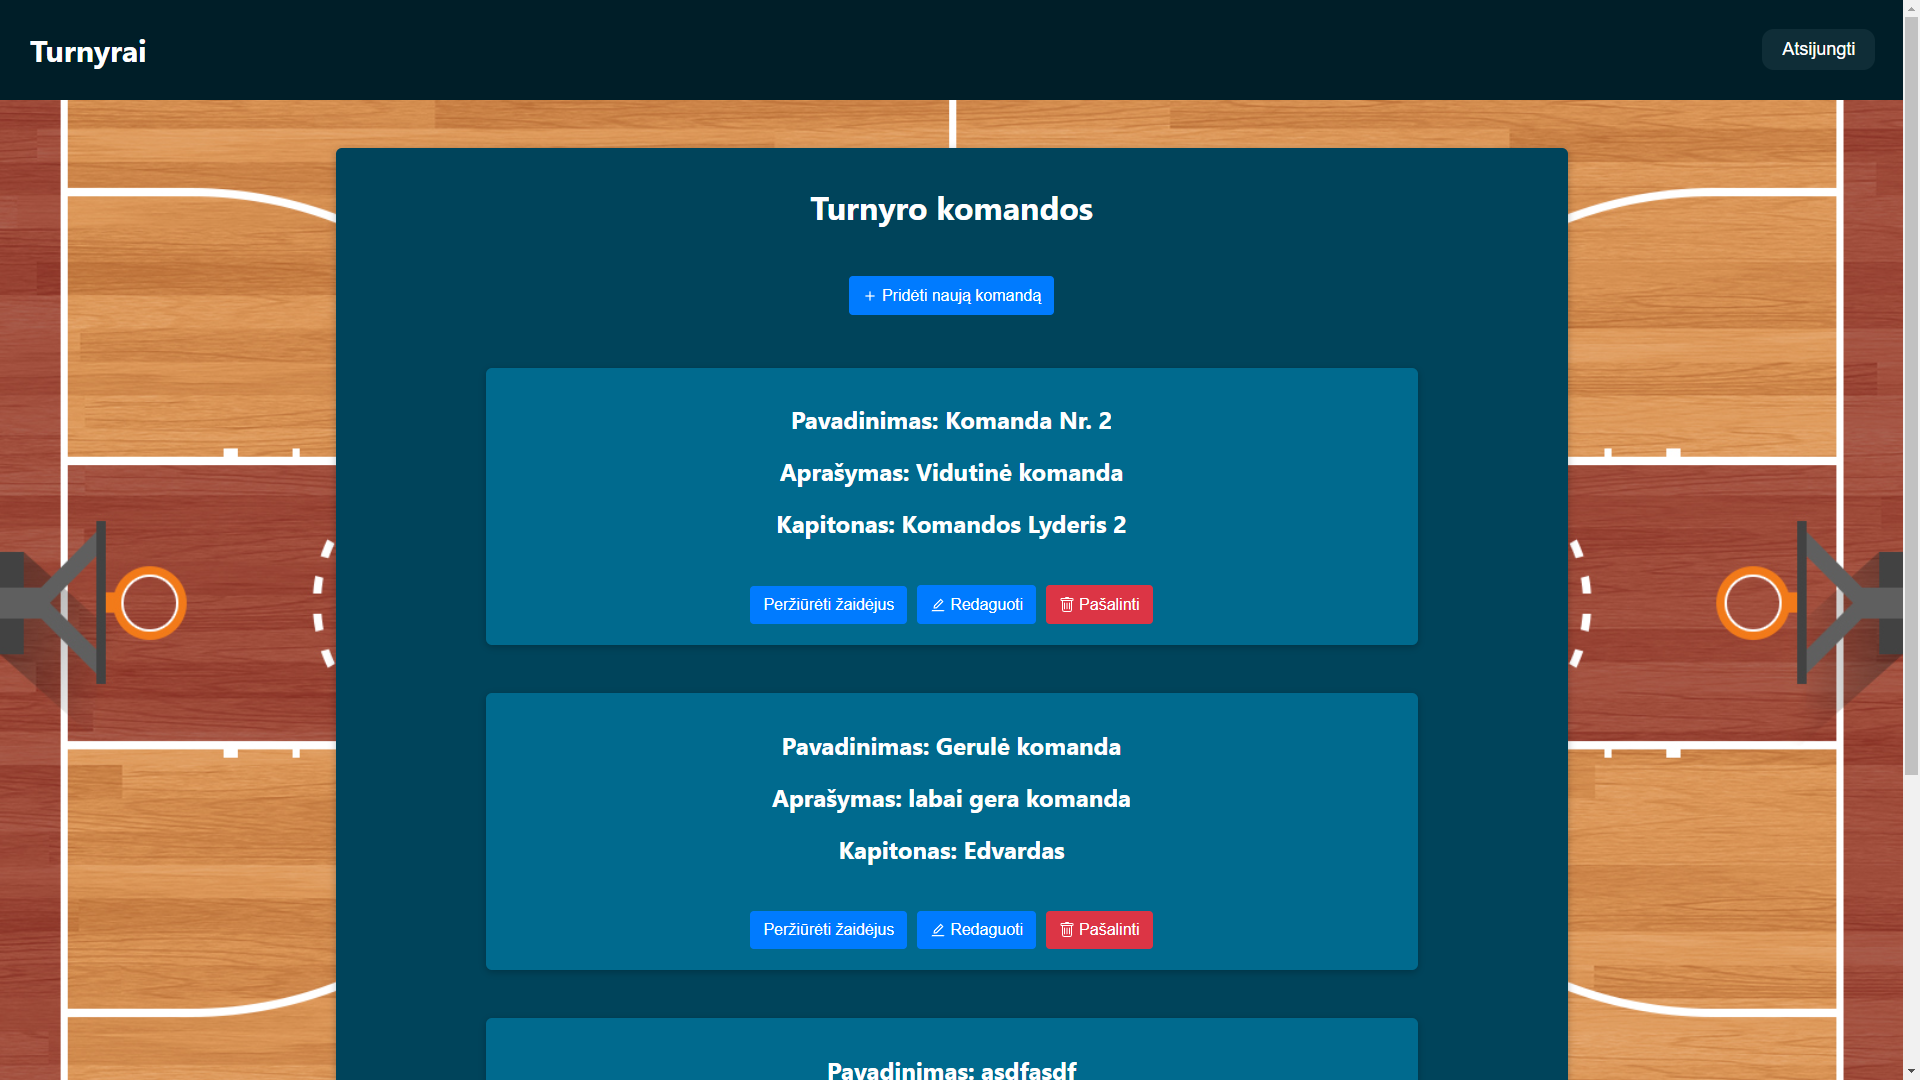 Turnyrai
Atsijungti
Turnyro komandos
+ Pridėti naują komandą
Pavadinimas: Komanda Nr. 2
Aprašymas: Vidutinė komanda
Kapitonas: Komandos Lyderis 2
Peržiūrėti žaidėjus
Redaguoti
Pašalinti
Pavadinimas: Gerulė komanda
Aprašymas: labai gera komanda
Kapitonas: Edvardas
Peržiūrėti žaidėjus
Redaguoti
Pašalinti
Pavadinimas: asdfasdf